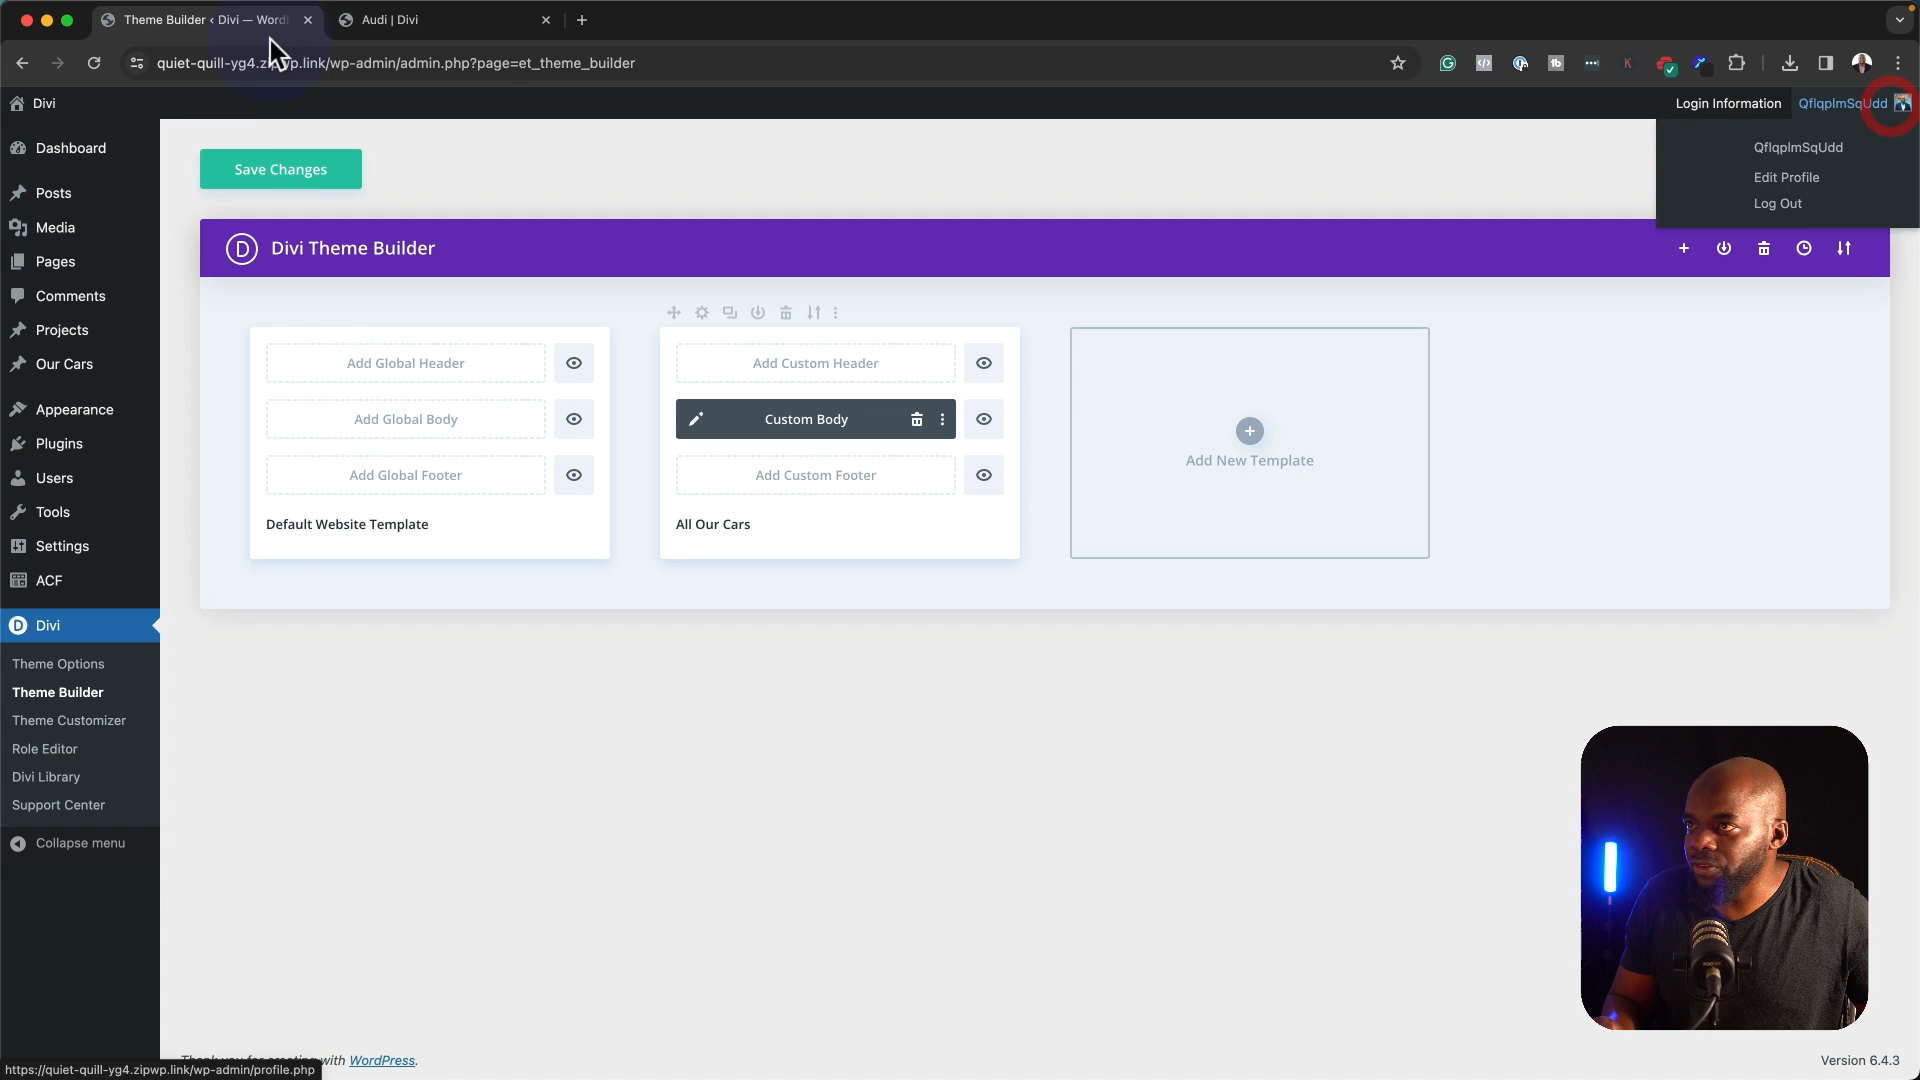 Theme Builder ‹ Divi — Word
Audi | Divi
quiet-quill-yg4.zipwp.link/wp-admin/admin.php?page=et_theme_builder
Divi
Login Information
QflqplmSqUdd
QflqplmSqUdd
Edit Profile
Log Out
Dashboard
Posts
Media
Pages
Comments
Projects
Our Cars
Appearance
Plugins
Users
Tools
Settings
ACF
Divi
Theme Options
Theme Builder
Theme Customizer
Role Editor
Divi Library
Support Center
Collapse menu
Save Changes
Divi Theme Builder
Add Global Header
Add Global Body
Add Global Footer
Default Website Template
Add Custom Header
Custom Body
Add Custom Footer
All Our Cars
Add New Template
Thank you for creating with WordPress.
Version 6.4.3
https://quiet-quill-yg4.zipwp.link/wp-admin/profile.php